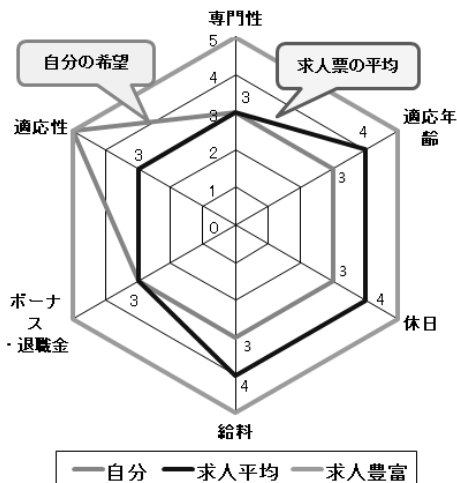 専門性
5
自分の希望
求人票の平均
4
3
3
適応性
適応年
齢
4
3
3
2
1
0
3
4
3
ボーナ
ス
・退職金
休日
3
4
給料
自分
求人平均
求人豊富